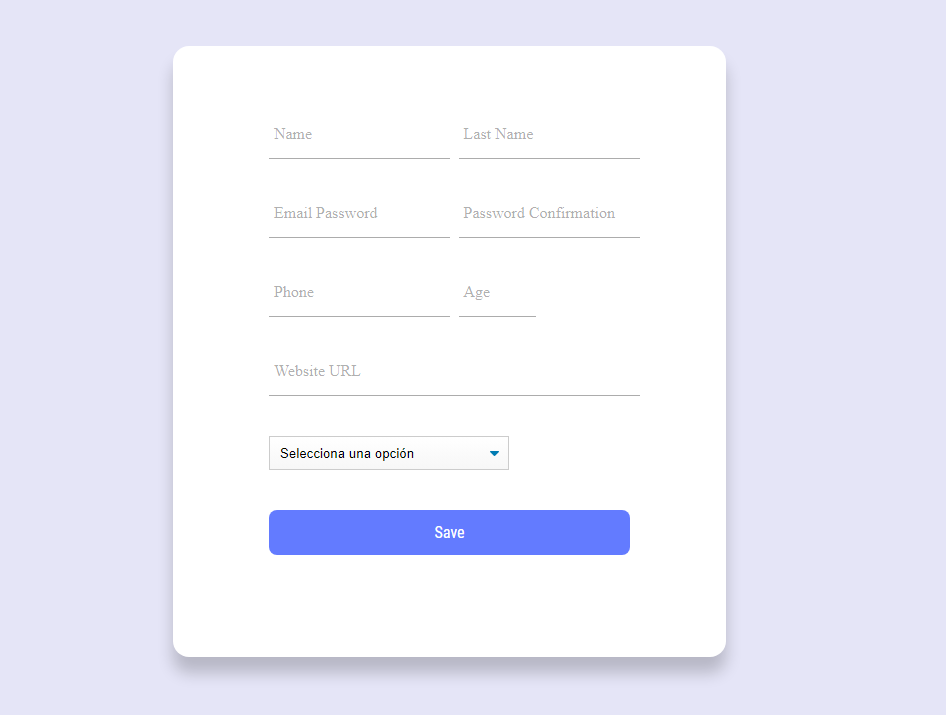 Name Last Name
Email Password Password Confirmation
Phone Age
Website URL
Selecciona una opción
Save